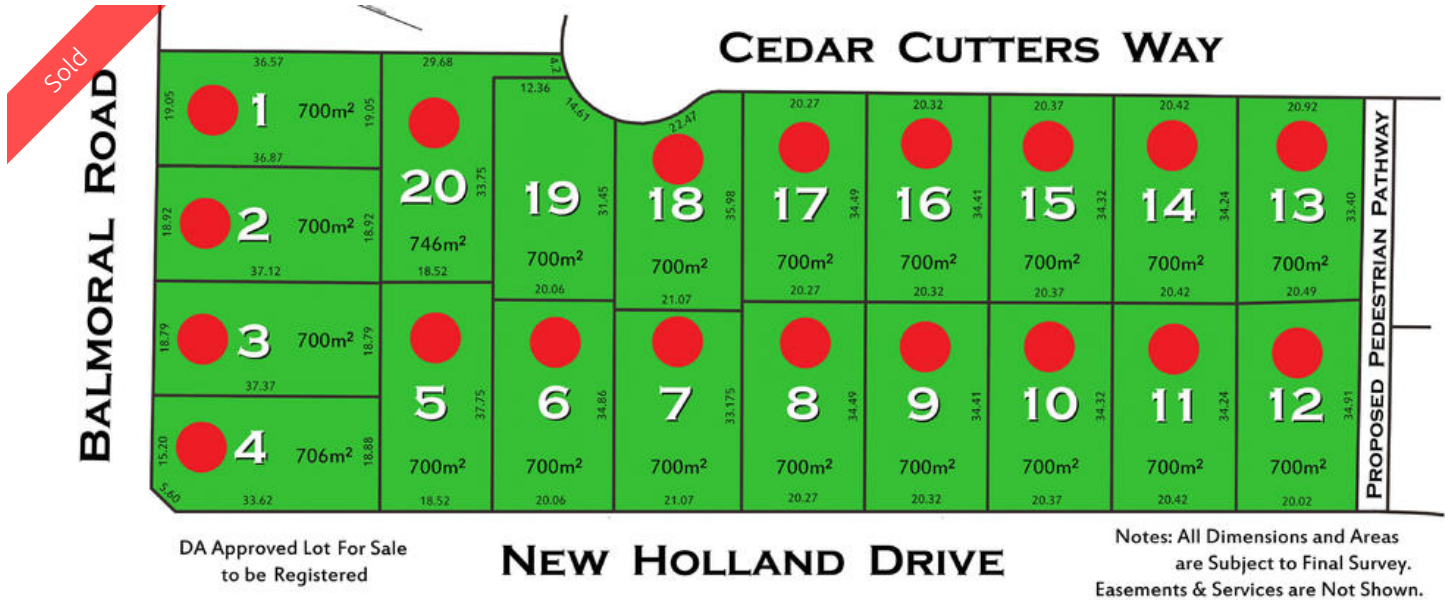 Sold
CEDAR CUTTERS WAY
BALMORAL ROAD
36.57
19.05
1
700m²
19.05
36.87
18.92
2
700m²
18.92
37.12
18.79
3
700m²
18.79
37.37
15.20
4
706m²
18.88
5.60
33.62
29.68
4.2
20
33.75
746m²
18.52
12.36
14.61
19
31.45
700m²
20.06
22.47
18
35.98
700m²
21.07
20.27
17
34.49
700m²
20.27
20.32
16
34.41
700m²
20.32
20.37
15
34.32
700m²
20.37
20.42
14
34.24
700m²
20.42
20.92
13
33.40
700m²
20.49
5
37.75
700m²
18.52
6
34.86
700m²
20.06
7
33.175
700m²
21.07
8
34.49
700m²
20.27
9
34.41
700m²
20.32
10
34.32
700m²
20.37
11
34.24
700m²
20.42
12
34.91
700m²
20.02
PROPOSED PEDESTRIAN PATHWAY
DA Approved Lot For Sale
to be Registered
NEW HOLLAND DRIVE
Notes: All Dimensions and Areas
are Subject to Final Survey.
Easements & Services are Not Shown.